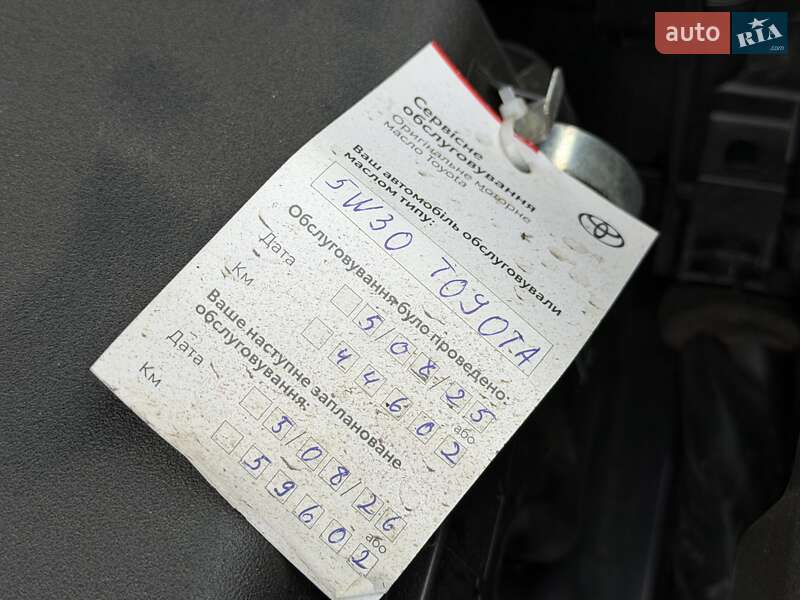 auto RIA.com
Сервісне
обслуговування
Оригінальне моторне
масло Toyota
Ваш автомобіль обслуговували
маслом типу:
5W30 TOYOTA
Обслуговування було проведено:
Дата 5/08/25
або
Км 44602
Ваше наступне заплановане
обслуговування:
Дата 5/08/26
або
Км 59602